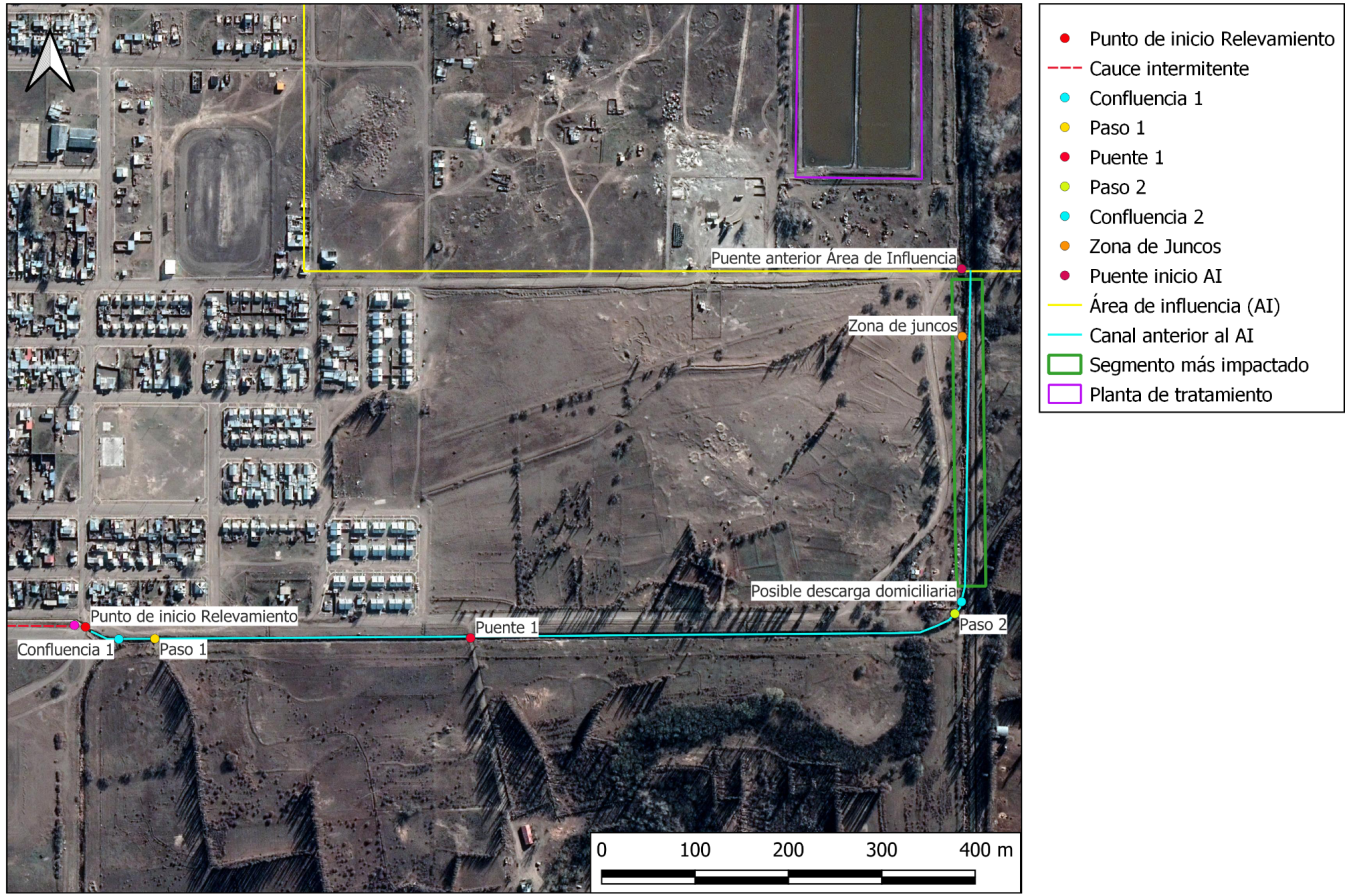 Punto de inicio Relevamiento
Cauce intermitente
Confluencia 1
Paso 1
Puente 1
Paso 2
Confluencia 2
Zona de Juncos
Puente inicio AI
Área de influencia (AI)
Canal anterior al AI
Segmento más impactado
Planta de tratamiento
Puente anterior Área de Influencia
Zona de juncos
Posible descarga domiciliaria
Punto de inicio Relevamiento
Puente 1
Paso 2
Confluencia 1
Paso 1
0 100 200 300 400 m